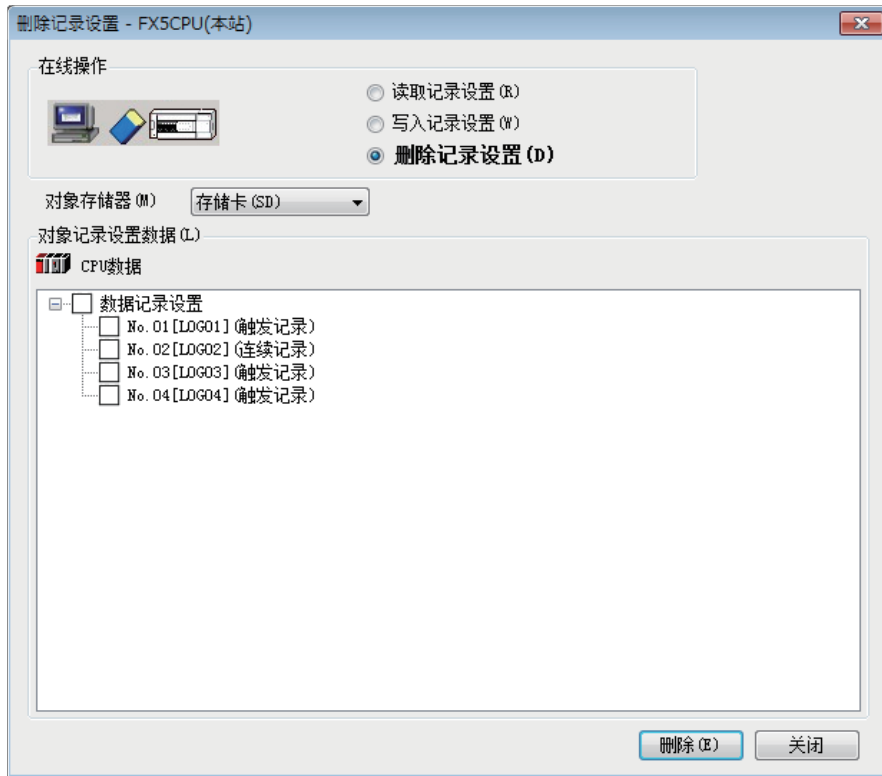 删除记录设置 - FX5CPU(本站)
在线操作
读取记录设置(R)
写入记录设置(W)
删除记录设置(D)
对象存储器(M) 存储卡(SD)
对象记录设置数据(L)
CPU数据
数据记录设置
No.01[LOG01](触发记录)
No.02[LOG02](连续记录)
No.03[LOG03](触发记录)
No.04[LOG04](触发记录)
删除(E) 关闭